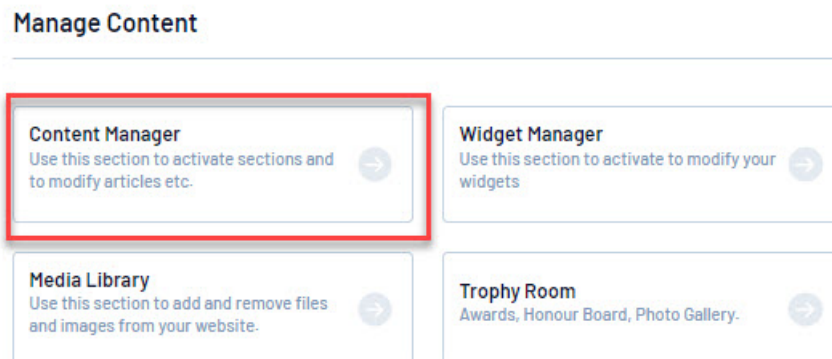 Manage Content
Content Manager
Use this section to activate sections and
to modify articles etc.
Widget Manager
Use this section to activate to modify your
widgets
Media Library
Use this section to add and remove files
and images from your website.
Trophy Room
Awards, Honour Board, Photo Gallery.